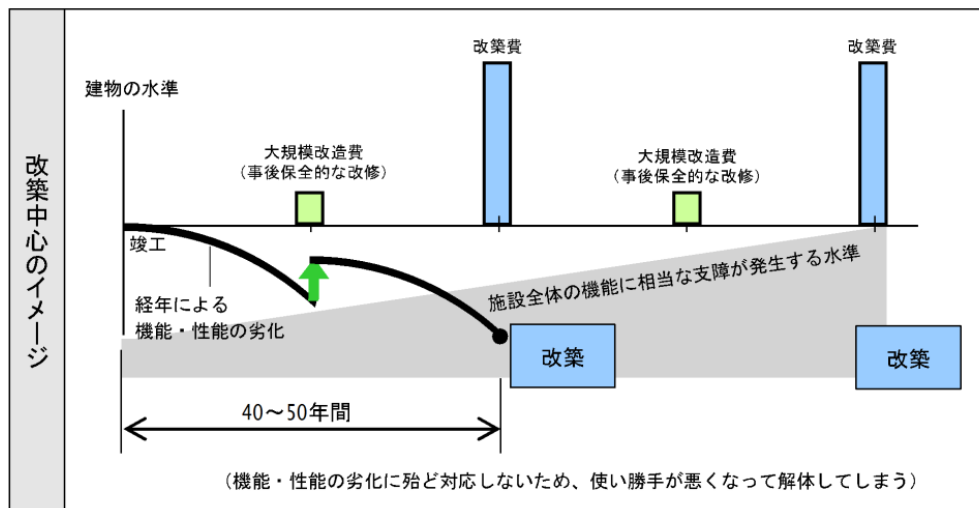 改築中心のイメージ
改築費
改築費
建物の水準
大規模改造費
（事後保全的な改修）
大規模改造費
（事後保全的な改修）
竣工
経年による
機能・性能の劣化
施設全体の機能に相当な支障が発生する水準
改築
改築
40～50年間
（機能・性能の劣化に殆ど対応しないため、使い勝手が悪くなって解体してしまう）